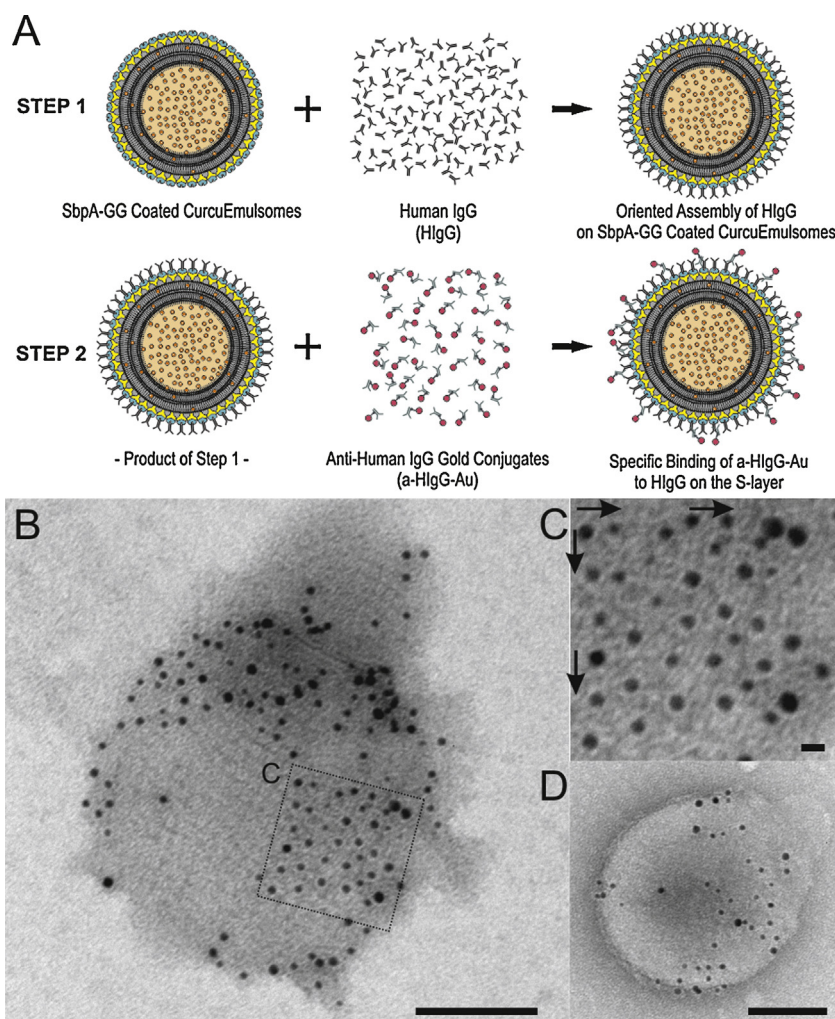 A
STEP 1
SbpA-GG Coated CurcuEmulsomes
Human IgG
(HIgG)
Oriented Assembly of HIgG
on SbpA-GG Coated CurcuEmulsomes
STEP 2
- Product of Step 1 -
Anti-Human IgG Gold Conjugates
(a-HIgG-Au)
Specific Binding of a-HIgG-Au
to HIgG on the S-layer
B
C
C
D